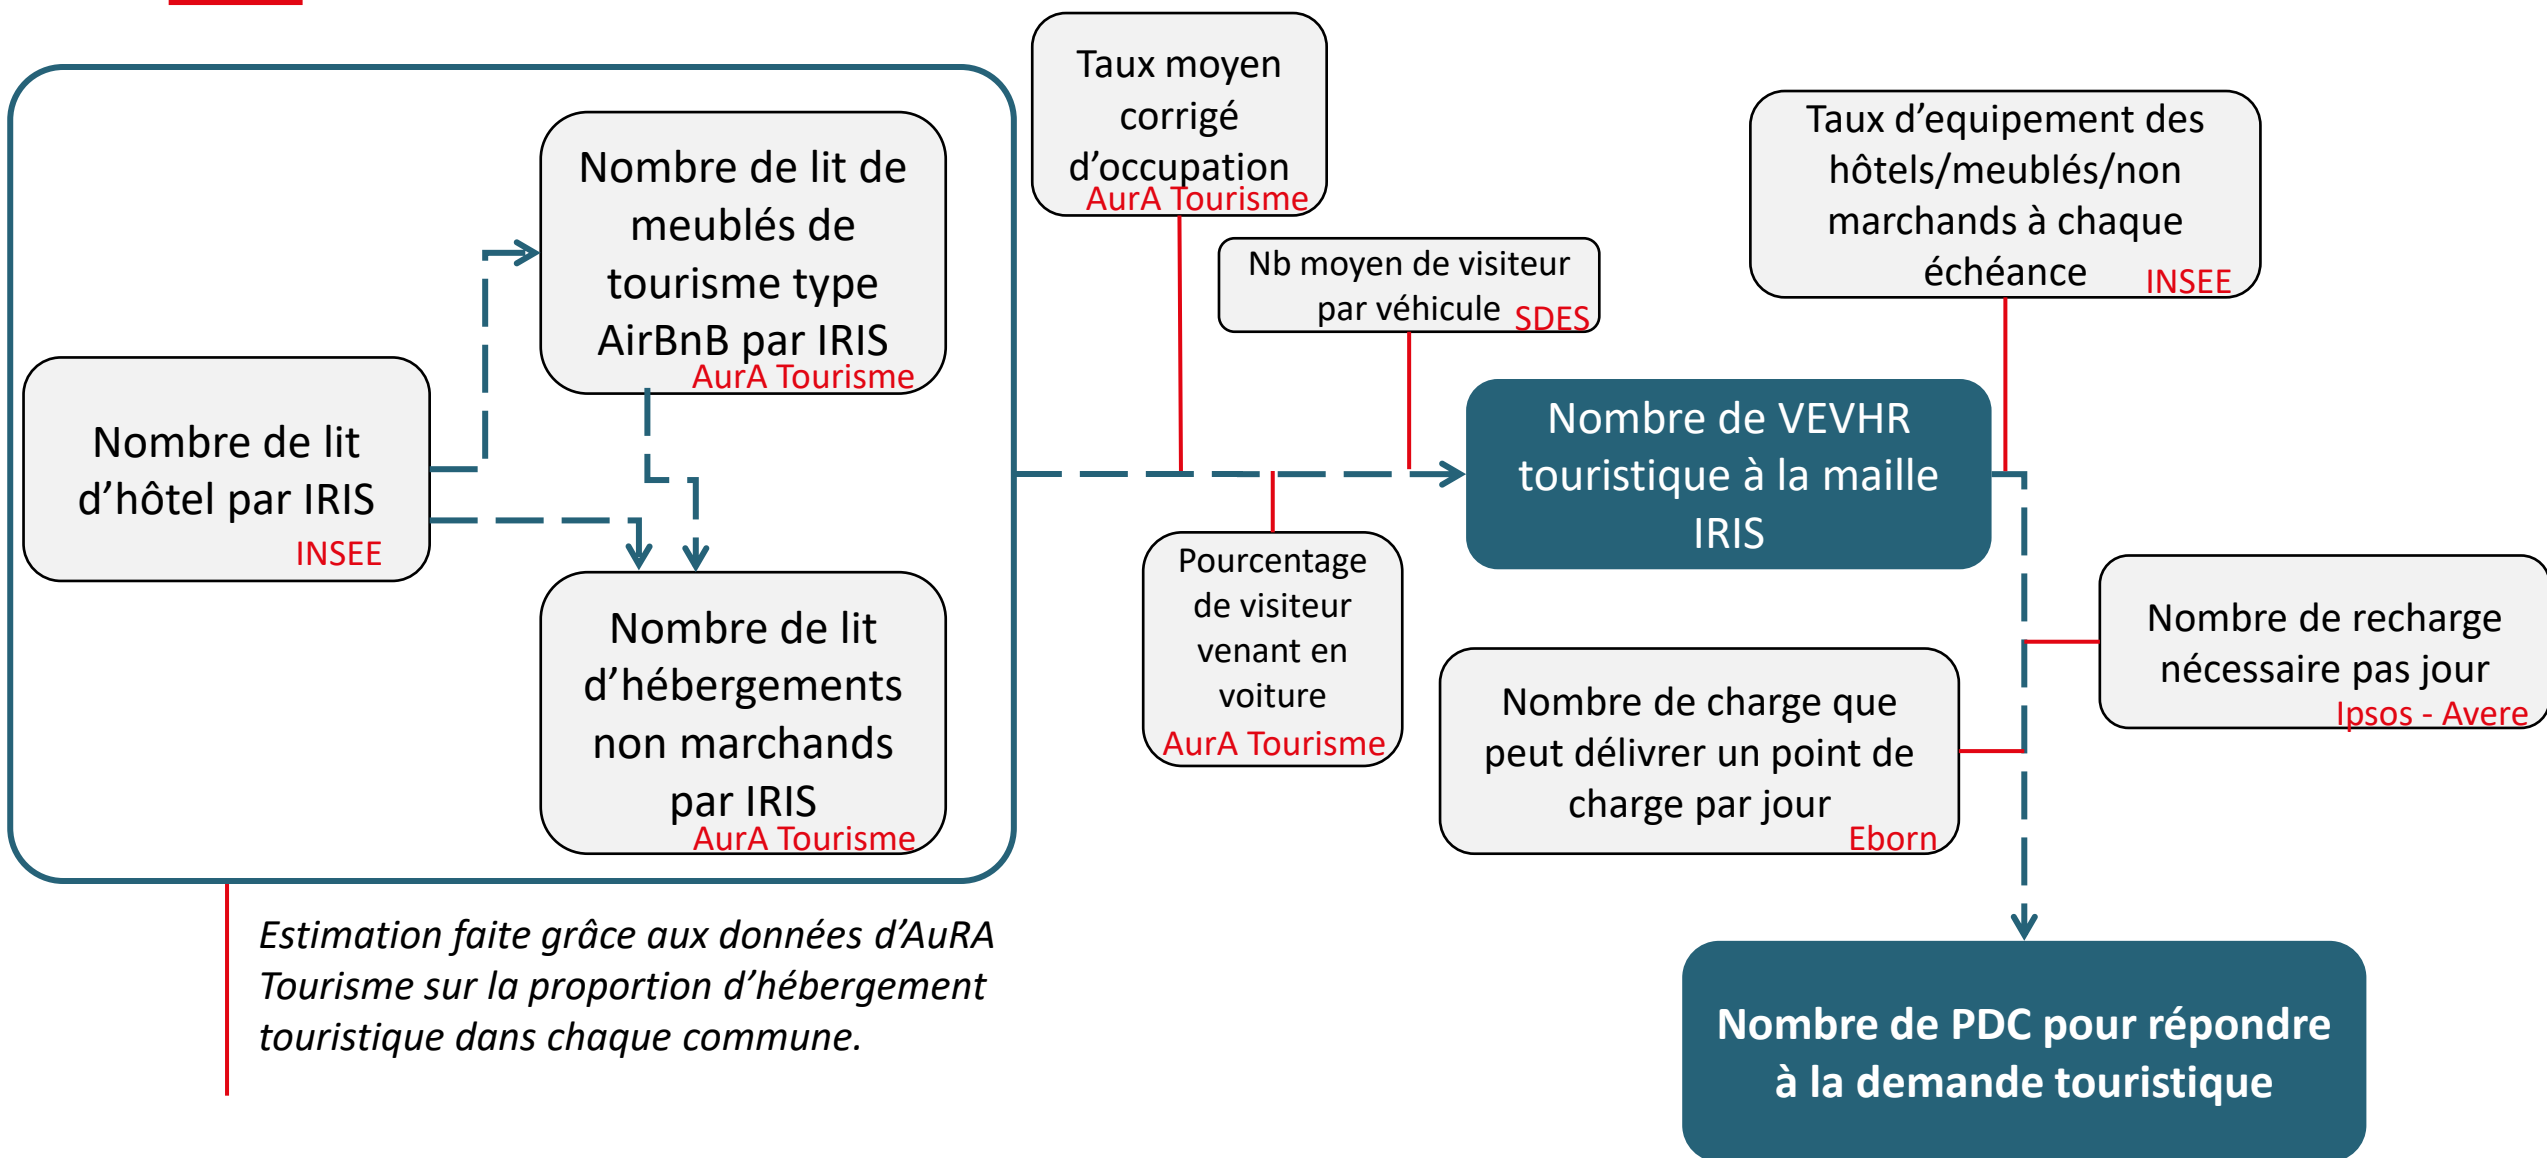 Nombre de lit
d’hôtel par IRIS
INSEE
Nombre de lit de
meublés de
tourisme type
AirBnB par IRIS
AurA Tourisme
Nombre de lit
d’hébergements
non marchands
par IRIS
AurA Tourisme
Estimation faite grâce aux données d’AuRA
Tourisme sur la proportion d’hébergement
touristique dans chaque commune.
Taux moyen
corrigé
d’occupation
AurA Tourisme
Nb moyen de visiteur
par véhicule
SDES
Pourcentage
de visiteur
venant en
voiture
AurA Tourisme
Nombre de VEVHR
touristique à la maille
IRIS
Taux d’equipement des
hôtels/meublés/non
marchands à chaque
échéance
INSEE
Nombre de recharge
nécessaire pas jour
Ipsos - Avere
Nombre de charge que
peut délivrer un point de
charge par jour
Eborn
Nombre de PDC pour répondre
à la demande touristique